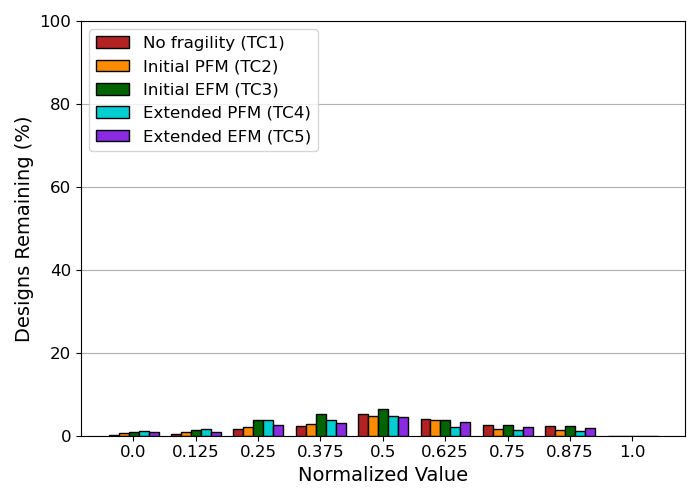 100
80
60
40
20
0
Designs Remaining (%)
No fragility (TC1)
Initial PFM (TC2)
Initial EFM (TC3)
Extended PFM (TC4)
Extended EFM (TC5)
0.0 0.125 0.25 0.375 0.5 0.625 0.75 0.875 1.0
Normalized Value